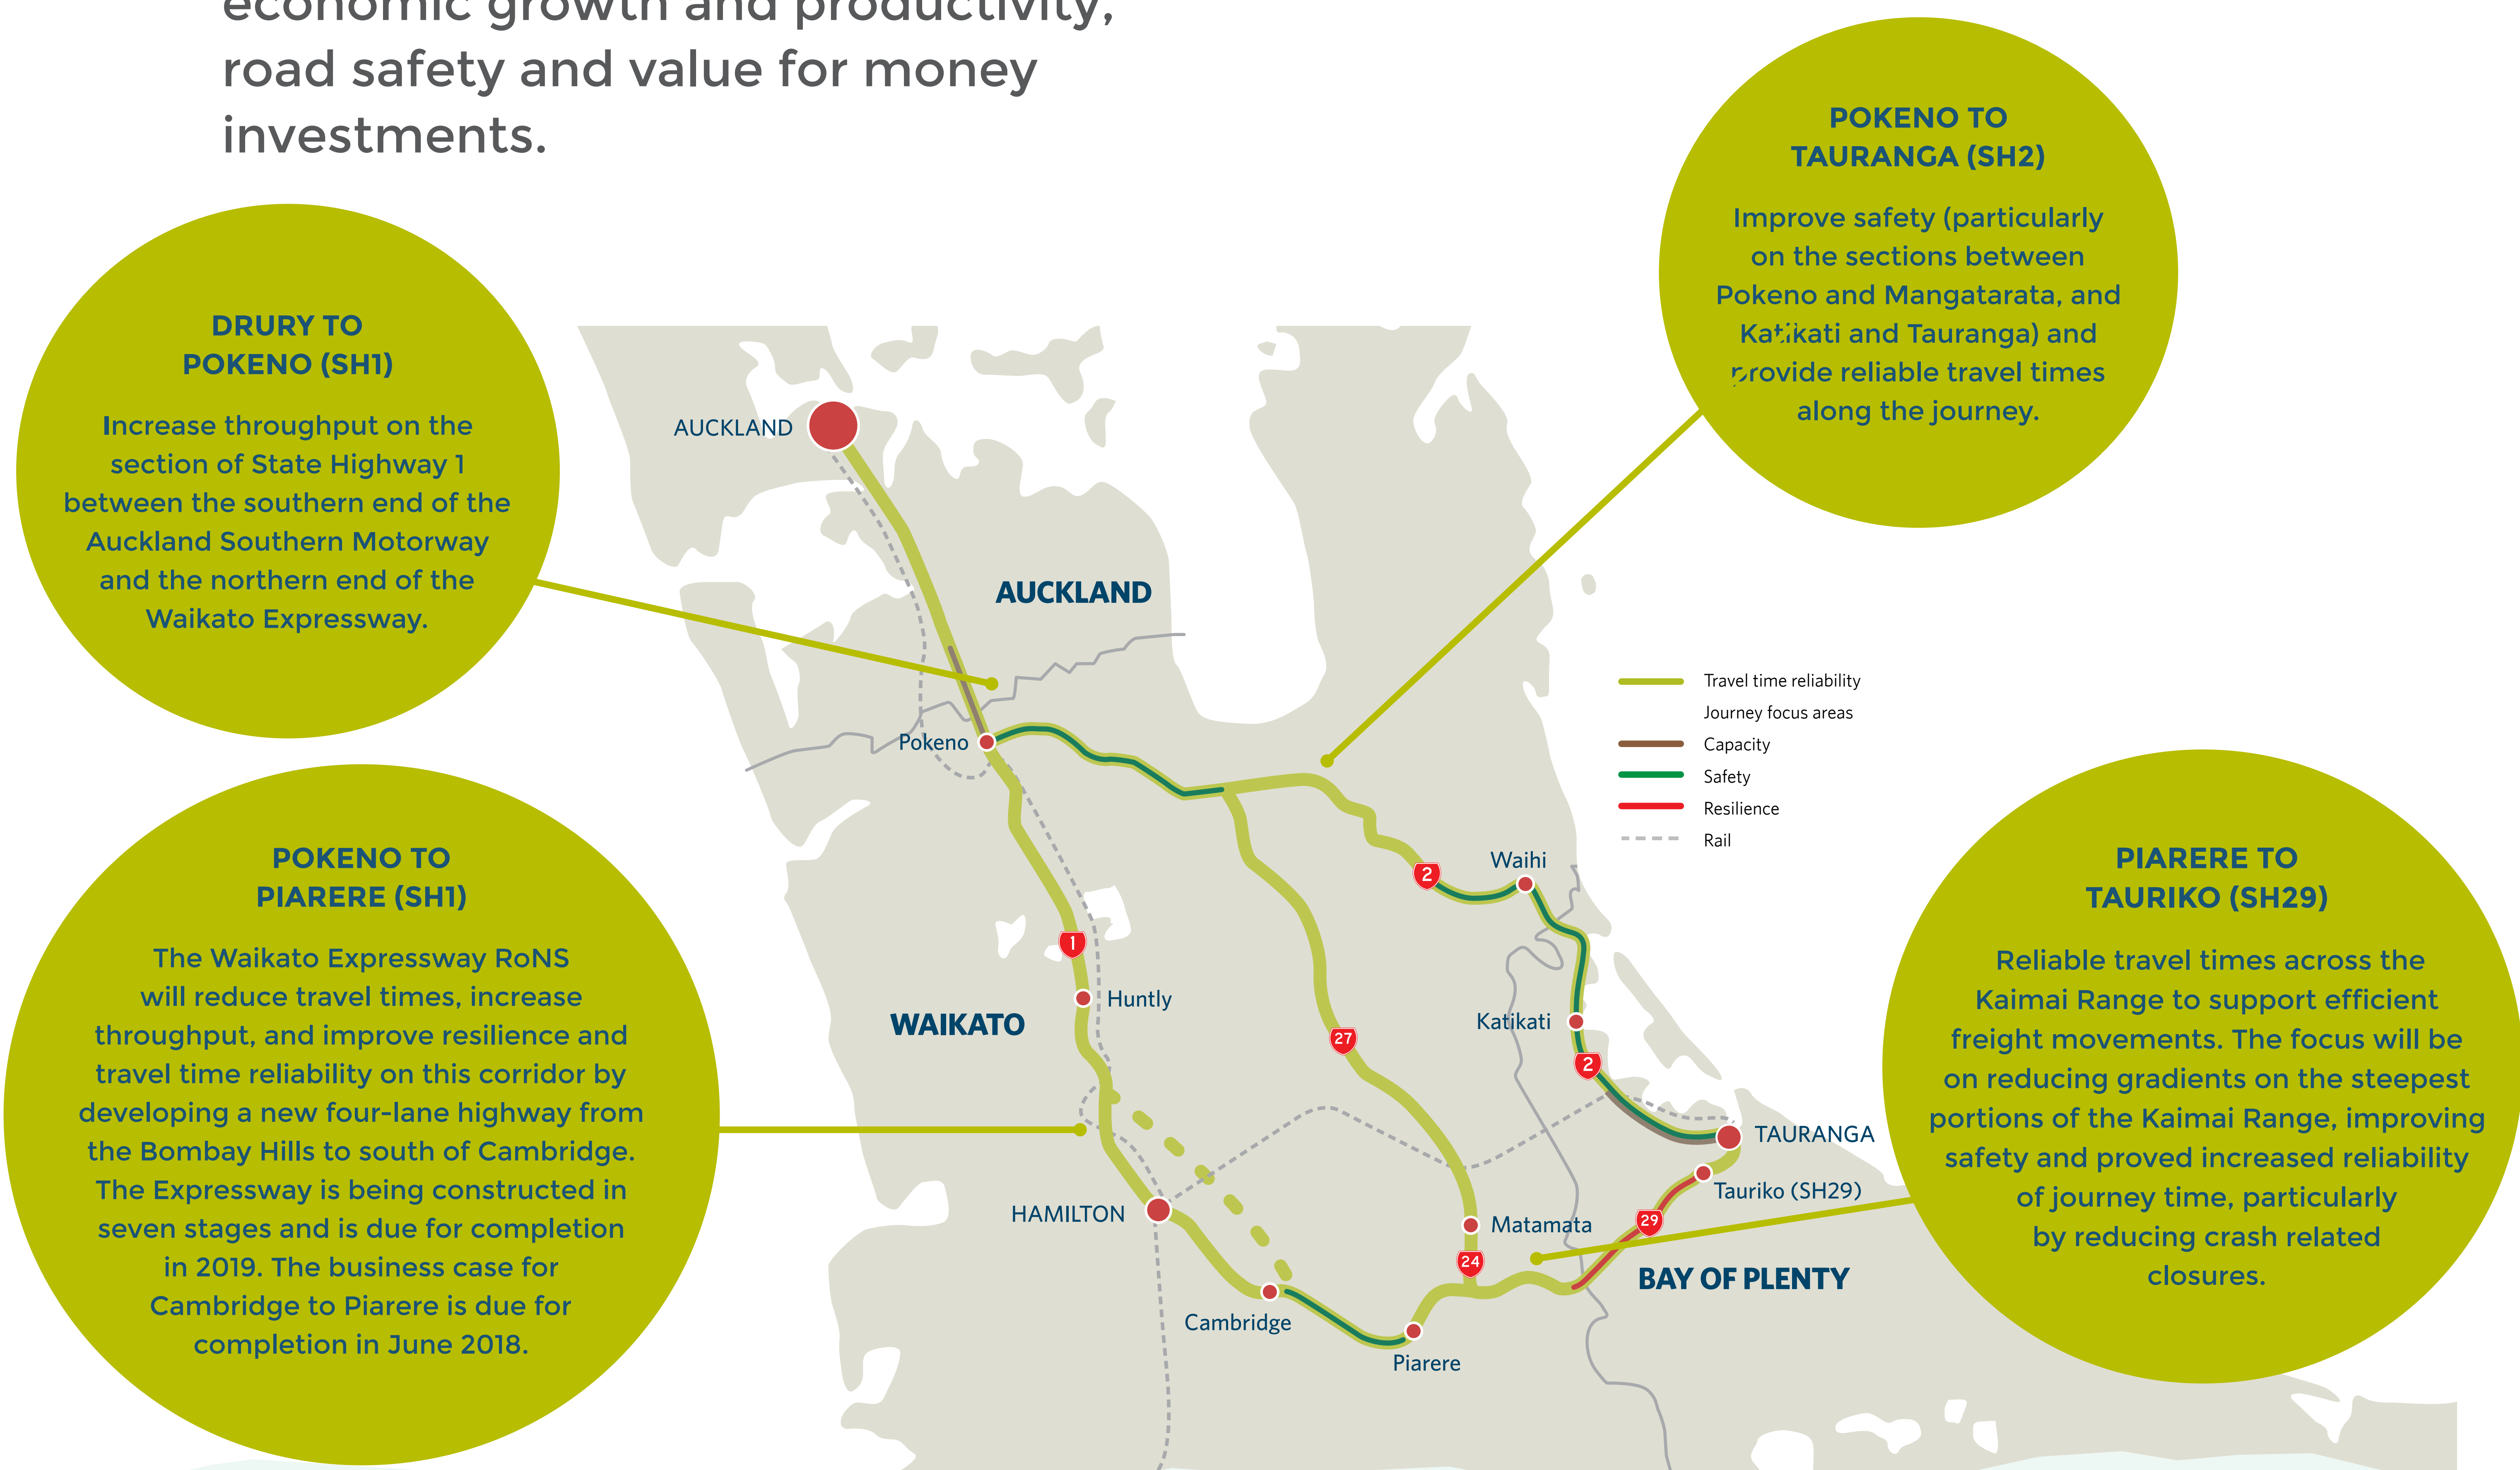 economic growth and productivity,
road safety and value for money
investments.
POKENO TO
TAURANGA (SH2)
Improve safety (particularly
on the sections between
Pokeno and Mangatarata, and
Katikati and Tauranga) and
provide reliable travel times
along the journey.
DRURY TO
POKENO (SH1)
Increase throughput on the
section of State Highway 1
between the southern end of the
Auckland Southern Motorway
and the northern end of the
Waikato Expressway.
POKENO TO
PIARERE (SH1)
The Waikato Expressway RoNS
will reduce travel times, increase
throughput, and improve resilience and
travel time reliability on this corridor by
developing a new four-lane highway from
the Bombay Hills to south of Cambridge.
The Expressway is being constructed in
seven stages and is due for completion
in 2019. The business case for
Cambridge to Piarere is due for
completion in June 2018.
AUCKLAND
AUCKLAND
Pokeno
Waihi
2
1
Huntly
WAIKATO
27
Katikati
2
TAURANGA
Tauriko (SH29)
HAMILTON
Matamata
29
24
BAY OF PLENTY
Cambridge
Piarere
Travel time reliability
Journey focus areas
Capacity
Safety
Resilience
Rail
PIARERE TO
TAURIKO (SH29)
Reliable travel times across the
Kaimai Range to support efficient
freight movements. The focus will be
on reducing gradients on the steepest
portions of the Kaimai Range, improving
safety and proved increased reliability
of journey time, particularly
by reducing crash related
closures.